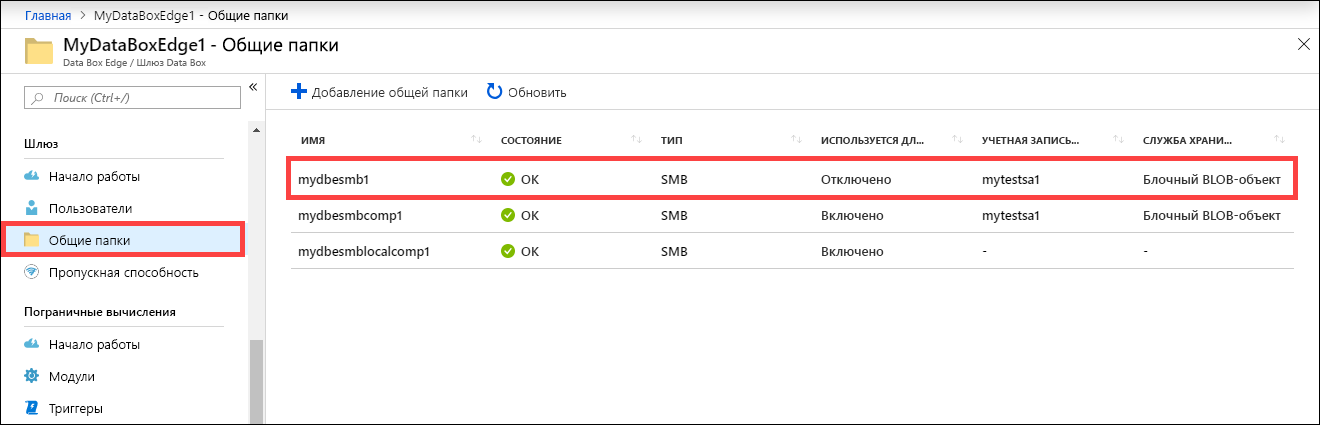 Главная > MyDataBoxEdge1 - Общие папки
MyDataBoxEdge1 - Общие папки
Data Box Edge / Шлюз Data Box
Поиск (Ctrl+/)
Добавление общей папки Обновить
Шлюз
Начало работы
Пользователи
Общие папки
Пропускная способность
Пограничные вычисления
Начало работы
Модули
Триггеры
ИМЯ СОСТОЯНИЕ ТИП ИСПОЛЬЗУЕТСЯ ДЛ... УЧЕТНАЯ ЗАПИСЬ... СЛУЖБА ХРАНИ...
mydbesmb1 OK SMB Отключено mytestsa1 Блочный BLOB-объект
mydbesmbcomp1 OK SMB Включено mytestsa1 Блочный BLOB-объект
mydbesmblocalcomp1 OK SMB Включено - -